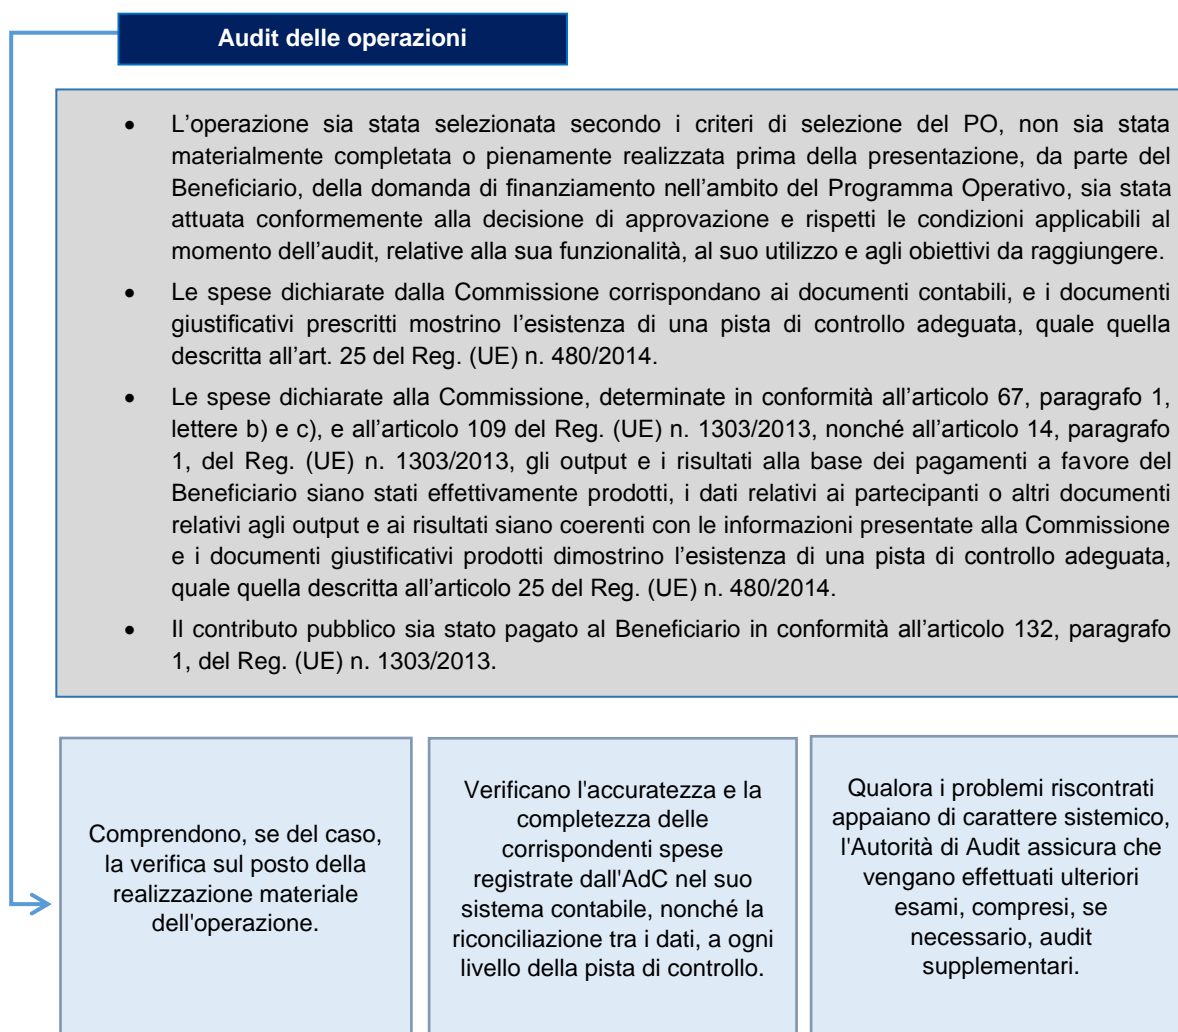 Audit delle operazioni
• L’operazione sia stata selezionata secondo i criteri di selezione del PO, non sia stata
materialmente completata o pienamente realizzata prima della presentazione, da parte del
Beneficiario, della domanda di finanziamento nell’ambito del Programma Operativo, sia stata
attuata conformemente alla decisione di approvazione e rispetti le condizioni applicabili al
momento dell’audit, relative alla sua funzionalità, al suo utilizzo e agli obiettivi da raggiungere.
• Le spese dichiarate dalla Commissione corrispondano ai documenti contabili, e i documenti
giustificativi prescritti mostrino l’esistenza di una pista di controllo adeguata, quale quella
descritta all’art. 25 del Reg. (UE) n. 480/2014.
• Le spese dichiarate alla Commissione, determinate in conformità all’articolo 67, paragrafo 1,
lettere b) e c), e all’articolo 109 del Reg. (UE) n. 1303/2013, nonché all’articolo 14, paragrafo
1, del Reg. (UE) n. 1303/2013, gli output e i risultati alla base dei pagamenti a favore del
Beneficiario siano stati effettivamente prodotti, i dati relativi ai partecipanti o altri documenti
relativi agli output e ai risultati siano coerenti con le informazioni presentate alla Commissione
e i documenti giustificativi prodotti dimostrino l’esistenza di una pista di controllo adeguata,
quale quella descritta all’articolo 25 del Reg. (UE) n. 480/2014.
• Il contributo pubblico sia stato pagato al Beneficiario in conformità all’articolo 132, paragrafo
1, del Reg. (UE) n. 1303/2013.
Comprendono, se del caso,
la verifica sul posto della
realizzazione materiale
dell'operazione.
Verificano l'accuratezza e la
completezza delle
corrispondenti spese
registrate dall'AdC nel suo
sistema contabile, nonché la
riconciliazione tra i dati, a ogni
livello della pista di controllo.
Qualora i problemi riscontrati
appaiano di carattere sistemico,
l'Autorità di Audit assicura che
vengano effettuati ulteriori
esami, compresi, se
necessario, audit
supplementari.